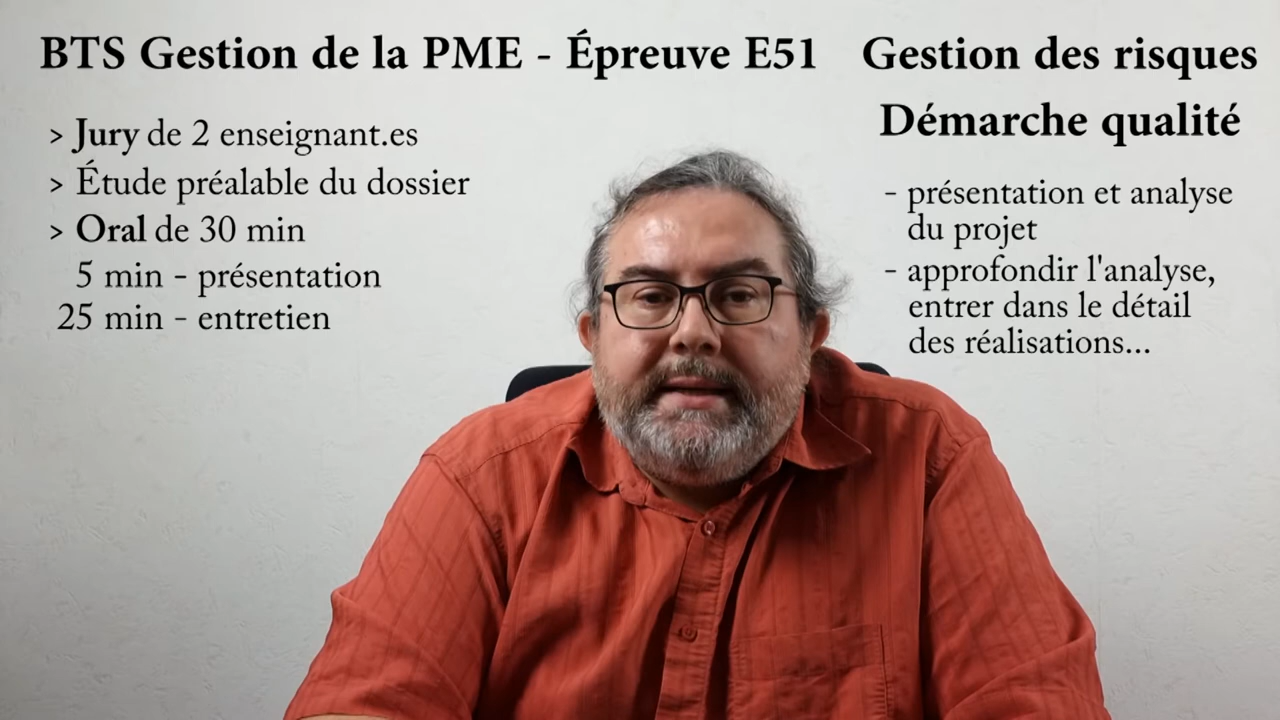 BTS Gestion de la PME - Épreuve E51
> Jury de 2 enseignant.es
> Étude préalable du dossier
> Oral de 30 min
5 min - présentation
25 min - entretien
Gestion des risques
Démarche qualité
- présentation et analyse
du projet
- approfondir l'analyse,
entrer dans le détail
des réalisations...